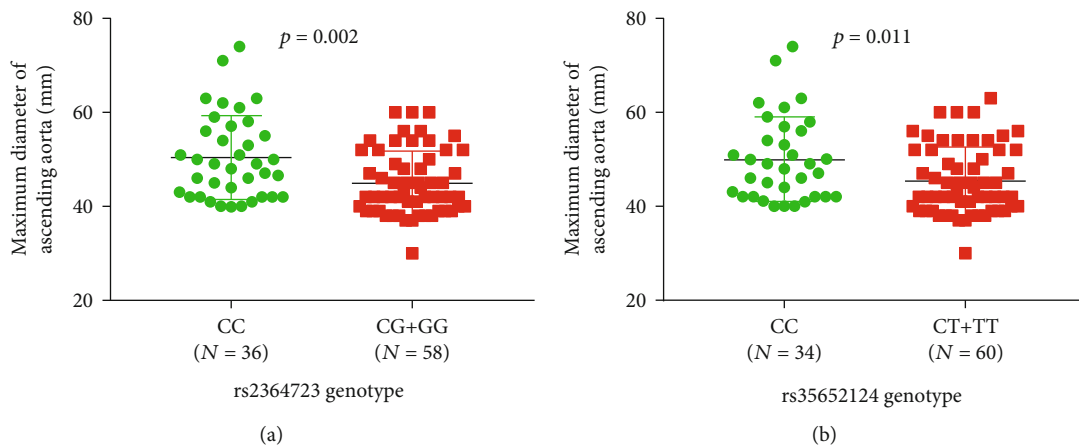 Maximum diameter of
ascending aorta (mm)
80
60
40
20
p = 0.002
CC
(N = 36)
CG+GG
(N = 58)
rs2364723 genotype
(a)
Maximum diameter of
ascending aorta (mm)
80
60
40
20
p = 0.011
CC
(N = 34)
CT+TT
(N = 60)
rs35652124 genotype
(b)